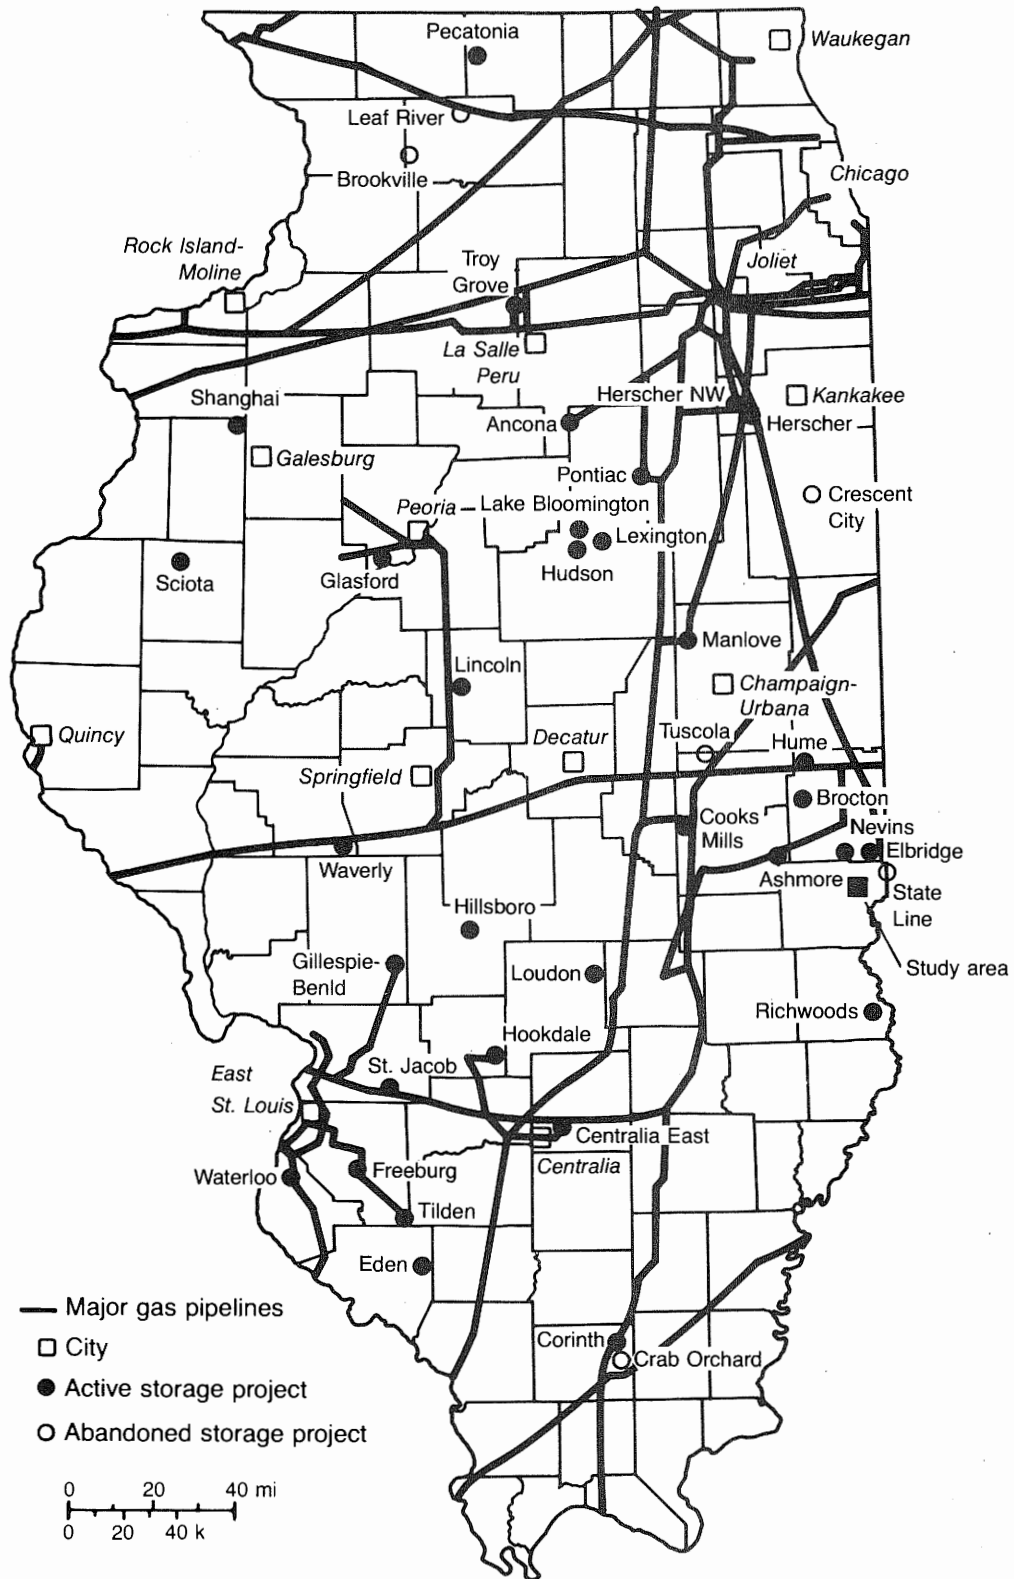 Pecatonia
Waukegan
Leaf River
Brookville
Chicago
Rock Island-
Moline
Troy
Grove
Joliet
La Salle
Peru
Shanghai
Herscher NW
Kankakee
Ancona
Herscher
Galesburg
Pontiac
Peoria
Lake Bloomington
Crescent
City
Lexington
Hudson
Sciota
Glasford
Manlove
Lincoln
Champaign-
Urbana
Quincy
Decatur
Tuscola
Hume
Springfield
Brocton
Cooks
Mills
Nevins
Elbridge
Waverly
Ashmore
State
Line
Hillsboro
Gillespie-
Benld
Loudon
Study area
Richwoods
Hookdale
East
St. Louis
St. Jacob
Centralia East
Centralia
Waterloo
Freeburg
Tilden
Eden
Major gas pipelines
City
Corinth
Crab Orchard
Active storage project
Abandoned storage project
0 20 40 mi
0 20 40 k